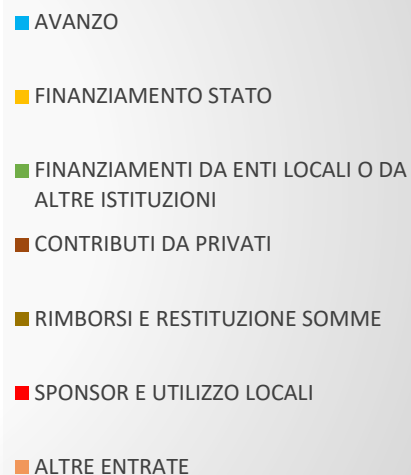 AVANZO
FINANZIAMENTO STATO
FINANZIAMENTI DA ENTI LOCALI O DA
ALTRE ISTITUZIONI
CONTRIBUTI DA PRIVATI
RIMBORSI E RESTITUZIONE SOMME
SPONSOR E UTILIZZO LOCALI
ALTRE ENTRATE